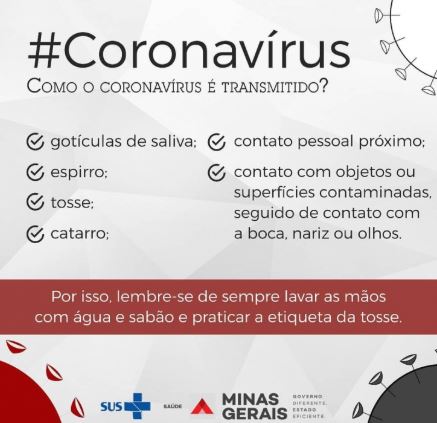 #Coronavírus
COMO O CORONAVÍRUS É TRANSMITIDO?
gotículas de saliva;
espirro;
tosse;
catarro;
contato pessoal próximo;
contato com objetos ou
superfícies contaminadas,
seguido de contato com
a boca, nariz ou olhos.
Por isso, lembre-se de sempre lavar as mãos
com água e sabão e praticar a etiqueta da tosse.
SUS
SAÚDE
MINAS
GERAIS
GOVERNO
DIFERENTE.
ESTADO
EFICIENTE.